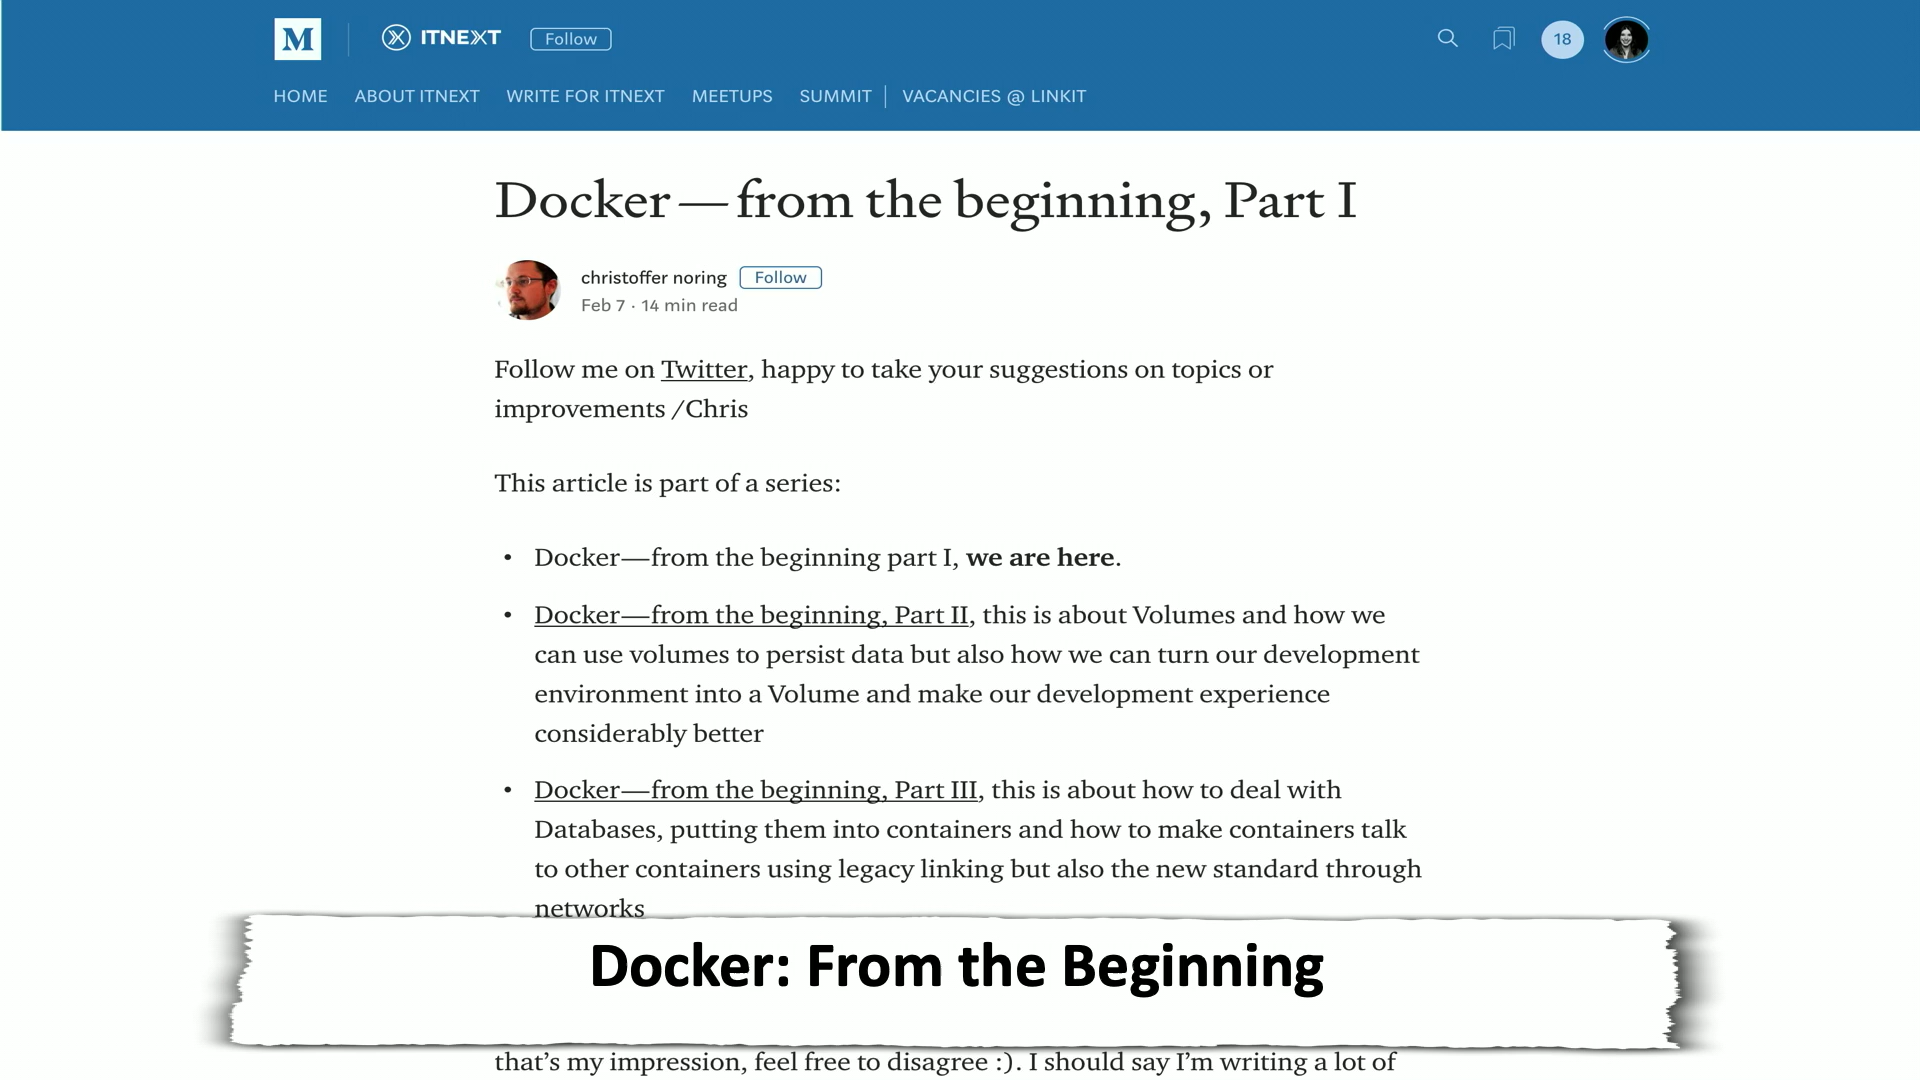 M
ITNEXT
Follow
18
HOME ABOUT ITNEXT WRITE FOR ITNEXT MEETUPS SUMMIT | VACANCIES @ LINKIT
Docker — from the beginning, Part I
christoffer noring Follow
Feb 7 · 14 min read
Follow me on Twitter, happy to take your suggestions on topics or
improvements /Chris
This article is part of a series:
• Docker — from the beginning part I, we are here.
• Docker — from the beginning, Part II, this is about Volumes and how we
can use volumes to persist data but also how we can turn our development
environment into a Volume and make our development experience
considerably better
• Docker — from the beginning, Part III, this is about how to deal with
Databases, putting them into containers and how to make containers talk
to other containers using legacy linking but also the new standard through
networks
Docker: From the Beginning
that’s my impression, feel free to disagree :). I should say I’m writing a lot of